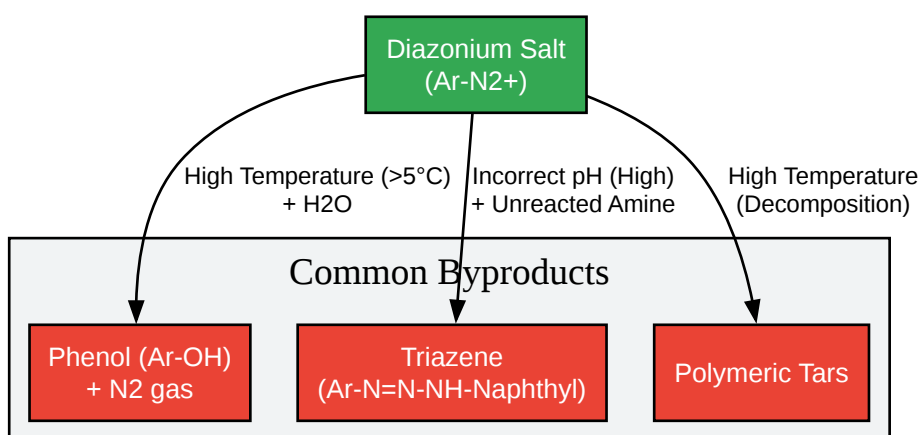 Diazonium Salt
(Ar-N2+)
High Temperature (>5°C)
+ H2O
Incorrect pH (High)
+ Unreacted Amine
High Temperature
(Decomposition)
Common Byproducts
Phenol (Ar-OH)
+ N2 gas
Triazene
(Ar-N=N-NH-Naphthyl)
Polymeric Tars